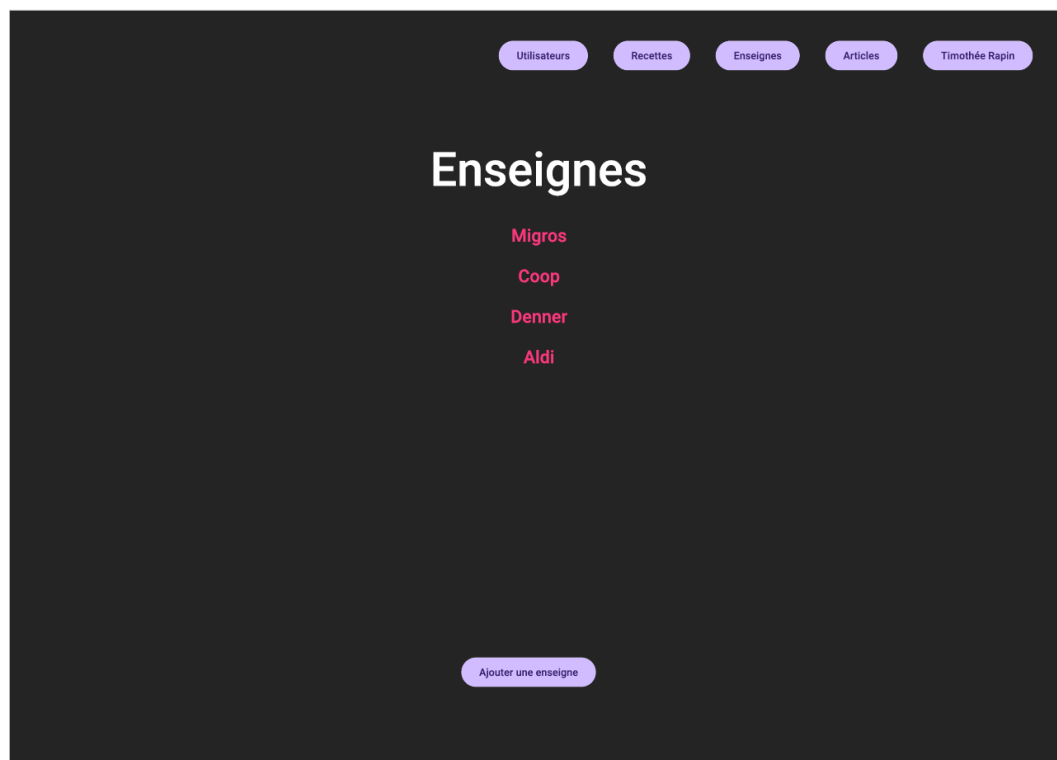 Utilisateurs Recettes Enseignes Articles Timothée Rapin
Enseignes
Migros
Coop
Denner
Aldi
Ajouter une enseigne